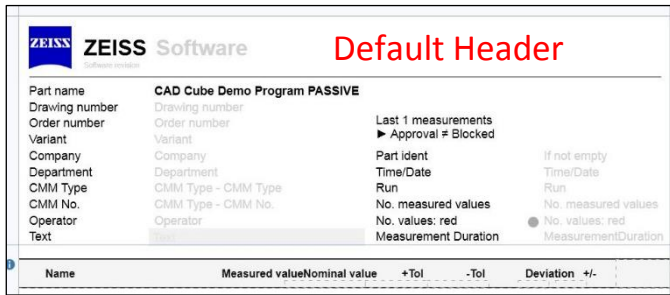 ZEISS
ZEISS Software
Software version
Default Header
Part name CAD Cube Demo Program PASSIVE
Drawing number Drawing number
Order number Order number Last 1 measurements
Variant Variant ► Approval ≠ Blocked
Company Company Part ident If not empty
Department Department Time/Date Time/Date
CMM Type CMM Type - CMM Type Run Run
CMM No. CMM Type - CMM No. No. measured values No. measured values
Operator Operator No. values: red No. values: red
Text Text Measurement Duration MeasurementDuration
Name Measured value Nominal value +Tol -Tol Deviation +/-